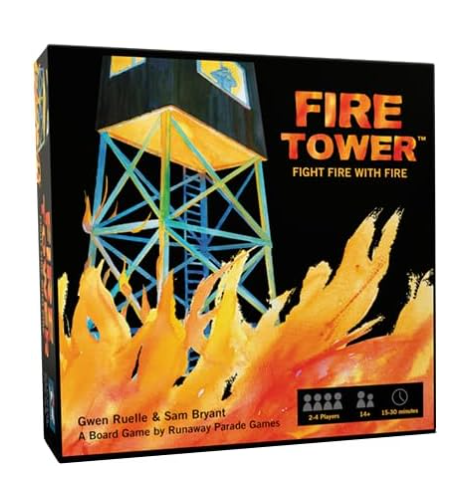 FIRE
TOWER™
FIGHT FIRE WITH FIRE
Gwen Ruelle & Sam Bryant
A Board Game by Runaway Parade Games
2-4 Players
14+
15-30 minutes